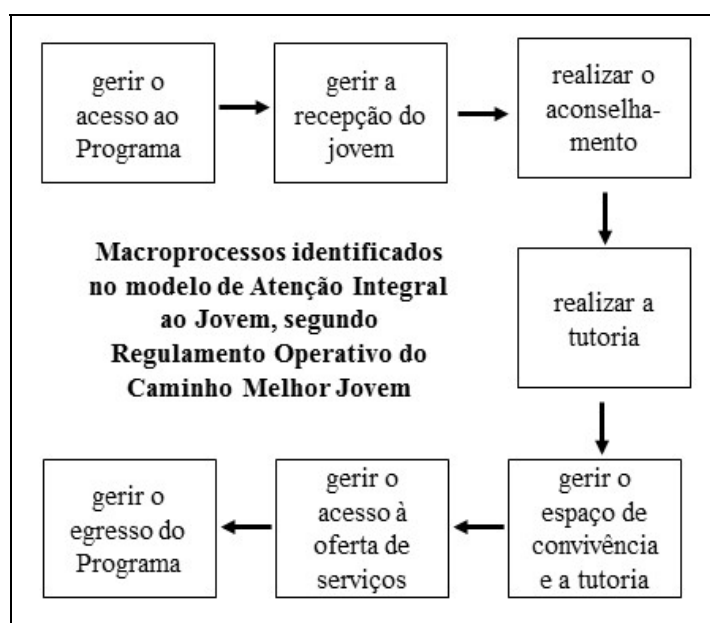 gerir o
acesso ao
Programa
gerir a
recepção do
jovem
realizar o
aconselha-
mento
Macroprocessos identificados
no modelo de Atenção Integral
ao Jovem, segundo
Regulamento Operativo do
Caminho Melhor Jovem
realizar a
tutoria
gerir o
espaço de
convivência
e a tutoria
gerir o
acesso à
oferta de
serviços
gerir o
egresso do
Programa